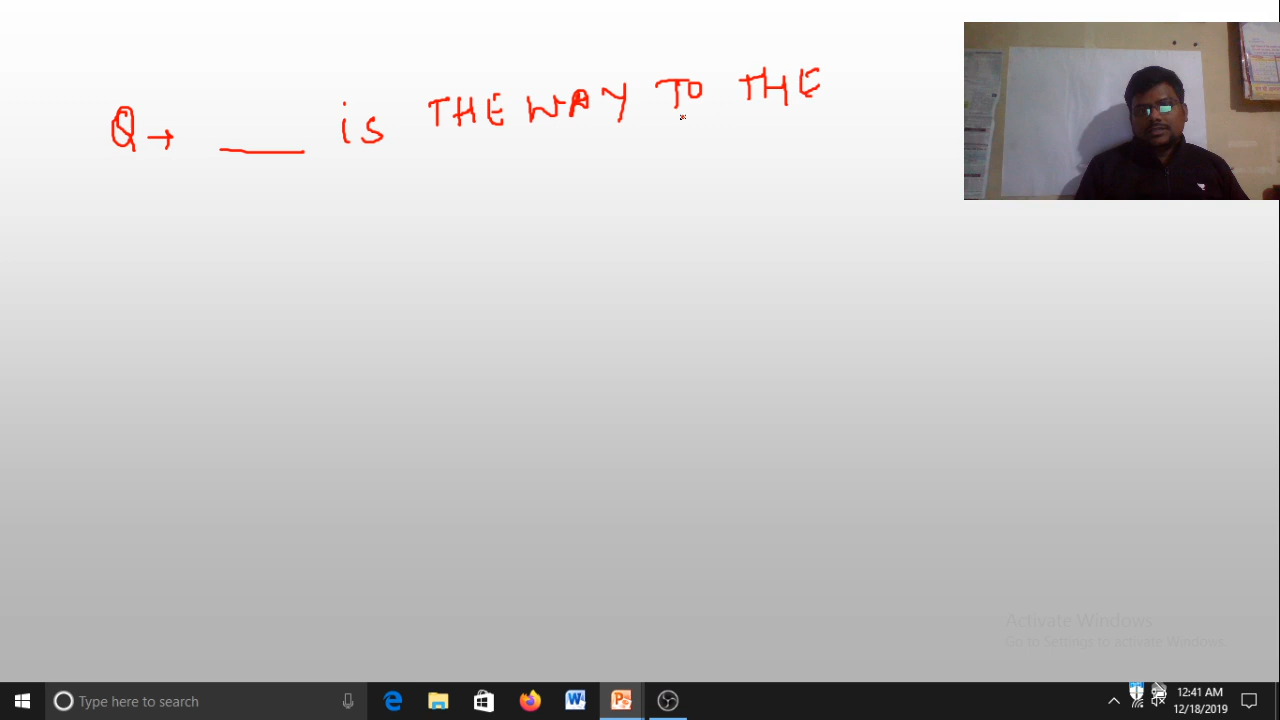 Q→ ___ is THE WAY TO THE
Activate Windows
Go to Settings to activate Windows.
Type here to search
12:41 AM
12/18/2019